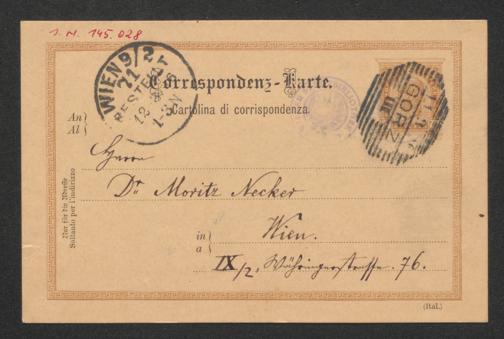 I. N. 145.028
WIEN 9/2
BESTELLT
Correspondenz-Karte.
Cartolina di corrispondenza.
GÖRZ
An
Al
Herrn
Dr Moritz Necker
in
a
Wien.
IX/2, Währingerstrasse 76.
Nur für die Adresse
Soltanto per l'indirizzo
(Ital.)